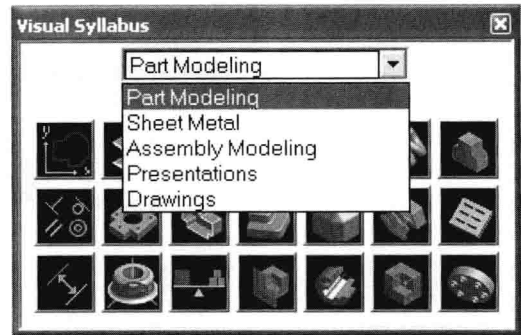 Visual Syllabus
Part Modeling
Part Modeling
Sheet Metal
Assembly Modeling
Presentations
Drawings
y
x